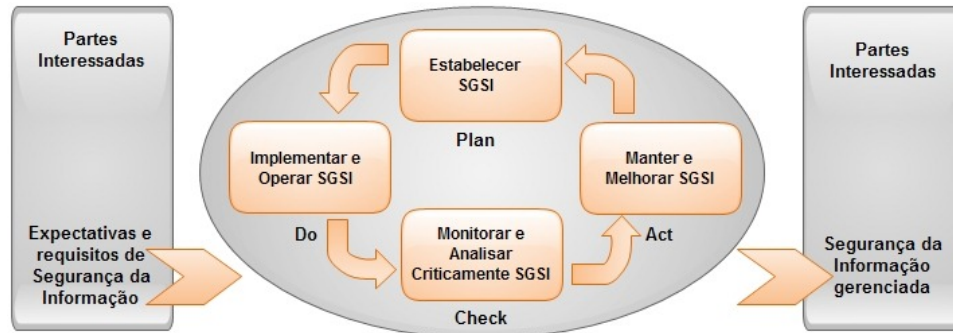 Partes
Interessadas
Expectativas e
requisitos de
Segurança da
Informação
Estabelecer
SGSI
Plan
Implementar e
Operar SGSI
Do
Monitorar e
Analisar
Criticamente SGSI
Check
Manter e
Melhorar SGSI
Act
Partes
Interessadas
Segurança da
Informação
gerenciada